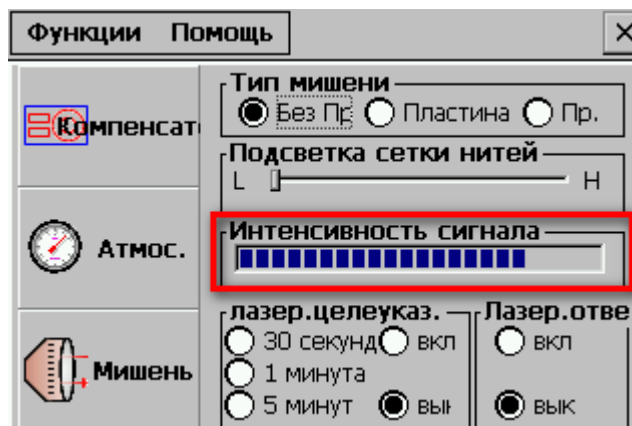 Функции Помощь
Компенсат
Атмос.
Мишень
Тип мишени
Без Пр Пластина Пр.
Подсветка сетки нитей
L H
Интенсивность сигнала
лазер.целеуказ.
30 секунд вкл
1 минута
5 минут вын
Лазер.отве
вкл
вык